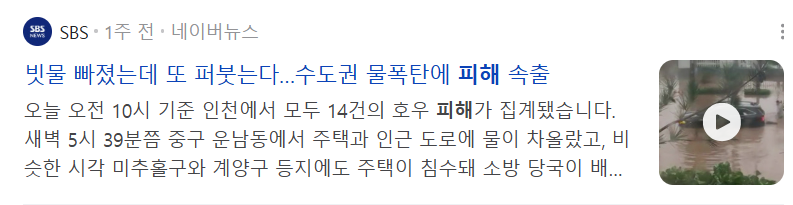 SBS NEWS SBS · 1주 전 · 네이버뉴스
빗물 빠졌는데 또 퍼붓는다...수도권 물폭탄에 피해 속출
오늘 오전 10시 기준 인천에서 모두 14건의 호우 피해가 집계됐습니다.
새벽 5시 39분쯤 중구 운남동에서 주택과 인근 도로에 물이 차올랐고, 비
슷한 시각 미추홀구와 계양구 등지에도 주택이 침수돼 소방 당국이 배...